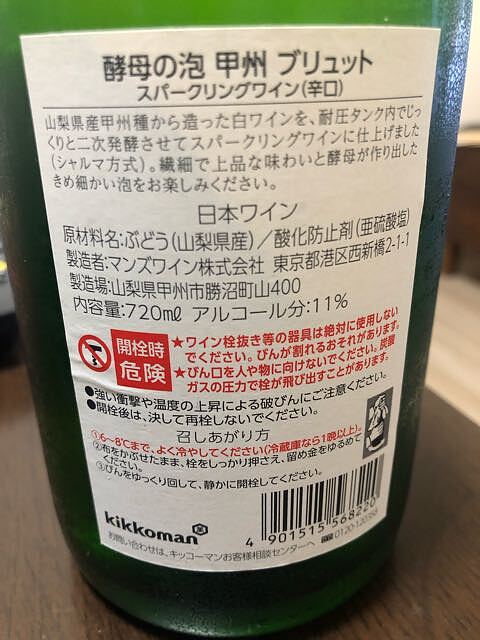 酵母の泡 甲州 ブリュット
スパークリングワイン(辛口)
山梨県産甲州種から造った白ワインを、耐圧タンク内でじっ
くりと二次発酵させてスパークリングワインに仕上げました
(シャルマ方式)。繊細で上品な味わいと酵母が作り出した
きめ細かい泡をお楽しみください。
日本ワイン
原材料名:ぶどう(山梨県産)/酸化防止剤(亜硫酸塩)
製造者:マンズワイン株式会社 東京都港区西新橋2-1-1
製造場:山梨県甲州市勝沼町山400
内容量:720ml アルコール分:11%
開栓時
危険
★ワイン栓抜き等の器具は絶対に使用しない
でください。びんが割れるおそれがあります。
★びん口を人や物に向けないでください。炭酸
ガスの圧力で栓が飛び出すことがあります。
●強い衝撃や温度の上昇による破びんにご注意ください。
●開栓後は、決して再栓しないでください。
召しあがり方
①6~8℃まで、よく冷やしてください(冷蔵庫なら1晩以上)。
②布をかぶせたまま、栓をしっかり押さえ、留め金をゆるめて
ください。
③びんをゆっくり回して、静かに開栓してください。
kikkoman
4 901515 568220
お問い合わせは、キッコーマンお客様相談センターへ 0120-120358